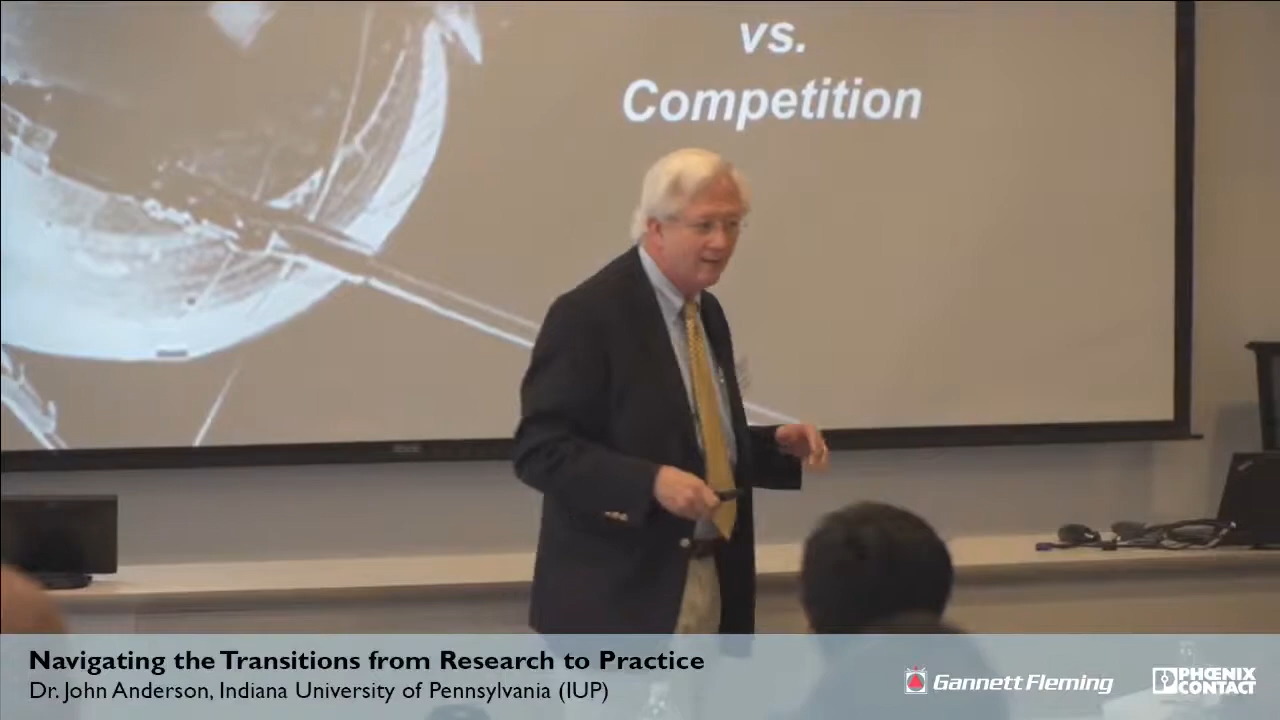 vs.
Competition
Navigating the Transitions from Research to Practice
Dr. John Anderson, Indiana University of Pennsylvania (IUP)
Gannett Fleming
PHŒNIX
CONTACT